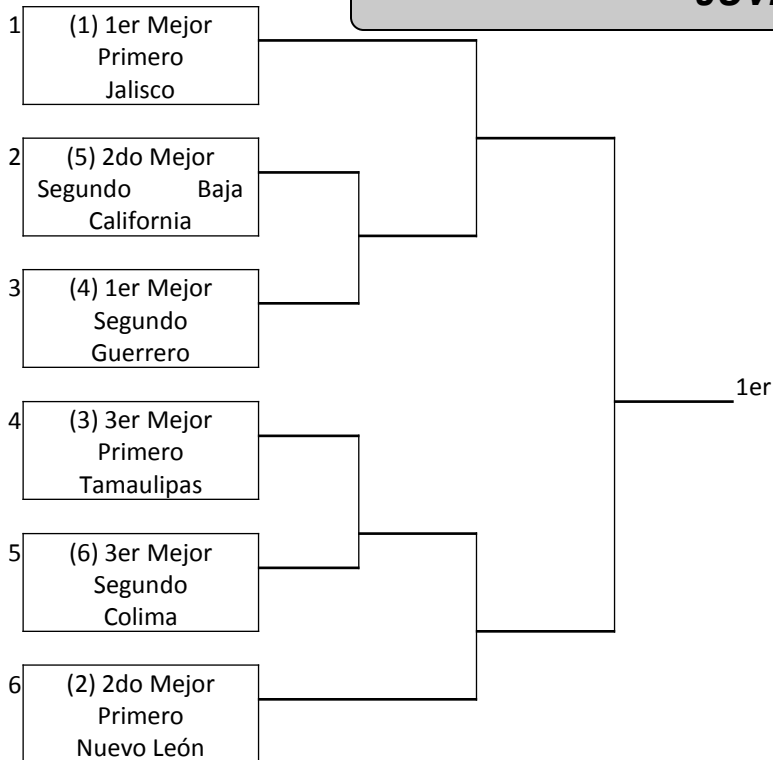 1
(1) 1er Mejor
Primero
Jalisco
2
(5) 2do Mejor
Segundo Baja
California
3
(4) 1er Mejor
Segundo
Guerrero
4
(3) 3er Mejor
Primero
Tamaulipas
5
(6) 3er Mejor
Segundo
Colima
6
(2) 2do Mejor
Primero
Nuevo León
1er